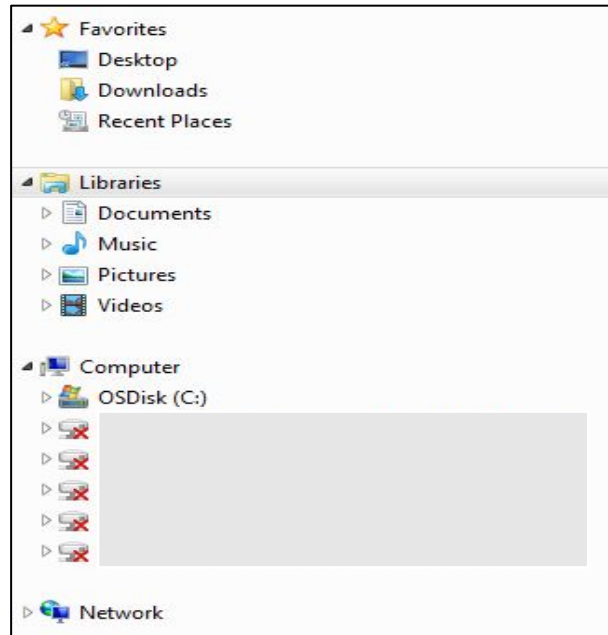 Favorites
Desktop
Downloads
Recent Places
Libraries
Documents
Music
Pictures
Videos
Computer
OSDisk (C:)
Network